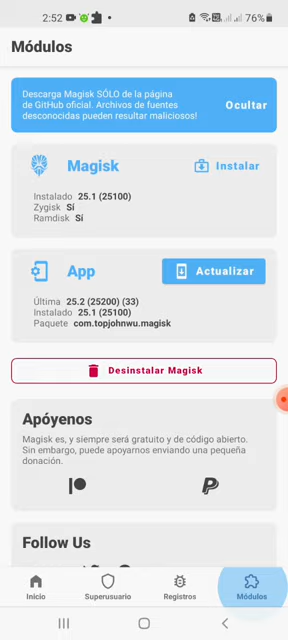 2:52
76%
Módulos
Descarga Magisk SÓLO de la página
de GitHub oficial. Archivos de fuentes
desconocidas pueden resultar maliciosos!
Ocultar
Magisk
Instalar
Instalado 25.1 (25100)
Zygisk Sí
Ramdisk Sí
App
Actualizar
Última 25.2 (25200) (33)
Instalado 25.1 (25100)
Paquete com.topjohnwu.magisk
Desinstalar Magisk
Apóyenos
Magisk es, y siempre será gratuito y de código abierto.
Sin embargo, puede apoyarnos enviando una pequeña
donación.
Follow Us
Inicio
Superusuario
Registros
Módulos